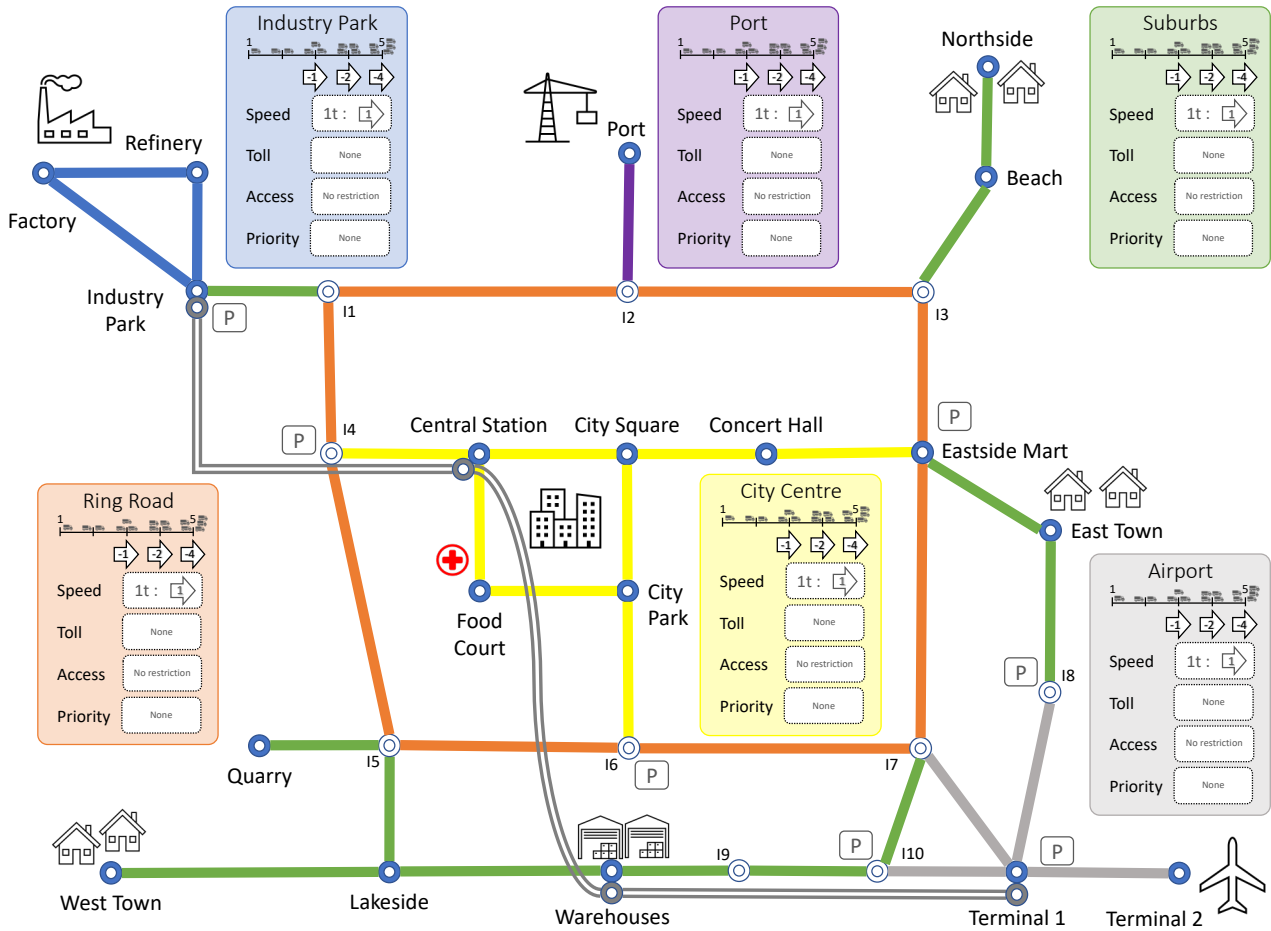 Industry Park
1 5
-1 -2 -4
Speed 1t : 1
Toll None
Access No restriction
Priority None
Port
1 5
-1 -2 -4
Speed 1t : 1
Toll None
Access No restriction
Priority None
Suburbs
1 5
-1 -2 -4
Speed 1t : 1
Toll None
Access No restriction
Priority None
Northside
Refinery
Port
Beach
Factory
Industry
Park
P
I1
I2
I3
P
I4
Central Station
City Square
Concert Hall
P
Eastside Mart
Ring Road
1 5
-1 -2 -4
Speed 1t : 1
Toll None
Access No restriction
Priority None
City Centre
1 5
-1 -2 -4
Speed 1t : 1
Toll None
Access No restriction
Priority None
East Town
Airport
1 5
-1 -2 -4
Speed 1t : 1
Toll None
Access No restriction
Priority None
Food
Court
City
Park
P
I8
Quarry
I5
I6
P
I7
West Town
Lakeside
Warehouses
I9
P
I10
P
Terminal 1
Terminal 2